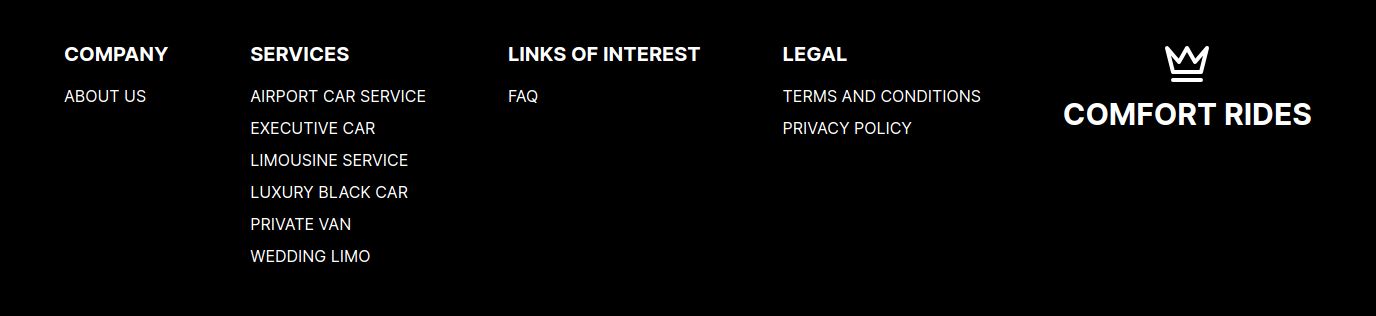 COMPANY
ABOUT US
SERVICES
AIRPORT CAR SERVICE
EXECUTIVE CAR
LIMOUSINE SERVICE
LUXURY BLACK CAR
PRIVATE VAN
WEDDING LIMO
LINKS OF INTEREST
FAQ
LEGAL
TERMS AND CONDITIONS
PRIVACY POLICY
COMFORT RIDES